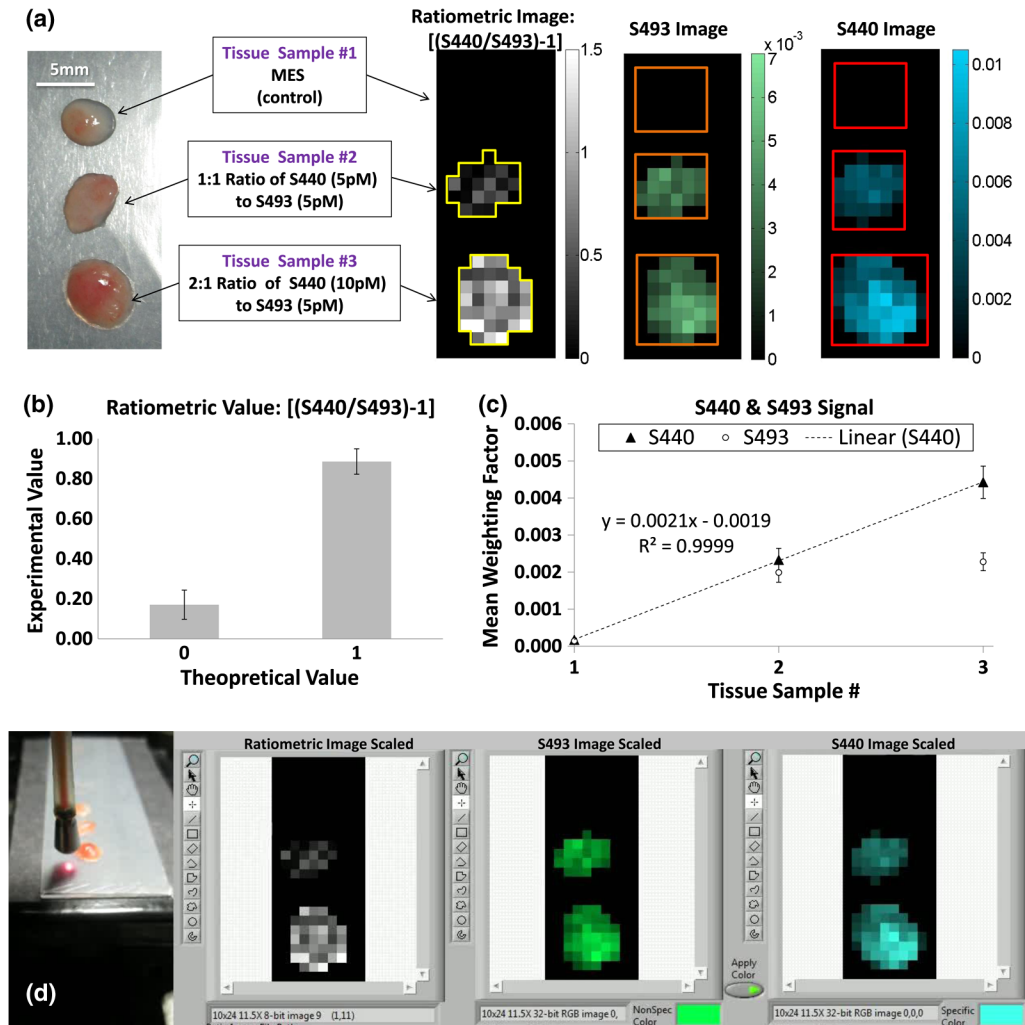 (a)
5mm
Tissue Sample #1
MES
(control)
Tissue Sample #2
1:1 Ratio of S440 (5pM)
to S493 (5pM)
Tissue Sample #3
2:1 Ratio of S440 (10pM)
to S493 (5pM)
Ratiometric Image:
[(S440/S493)-1]
1.5
1
0.5
0
S493 Image
x 10-3
7
6
5
4
3
2
1
0
S440 Image
0.01
0.008
0.006
0.004
0.002
0
(b)
Ratiometric Value: [(S440/S493)-1]
Experimental Value
1.00
0.80
0.60
0.40
0.20
0.00
0 1
Theopretical Value
(c)
S440 & S493 Signal
S440 S493 Linear (S440)
Mean Weighting Factor
0.006
0.005
0.004
0.003
0.002
0.001
0.000
y = 0.0021x - 0.0019
R² = 0.9999
1 2 3
Tissue Sample #
(d)
Ratiometric Image Scaled
10x24 11.5X 8-bit image 9 (1,11)
S493 Image Scaled
10x24 11.5X 32-bit RGB image 0,
NonSpec
Color
S440 Image Scaled
Apply
Color
10x24 11.5X 32-bit RGB image 0,0,0
Specific
Color